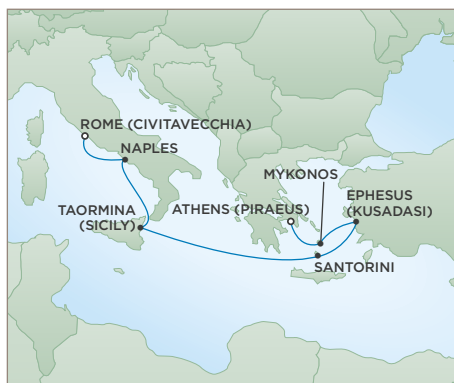 ROME (CIVITAVECCHIA)
NAPLES
MYKONOS
EPHESUS
(KUSADASI)
TAORMINA
(SICILY)
ATHENS (PIRAEUS)
SANTORINI